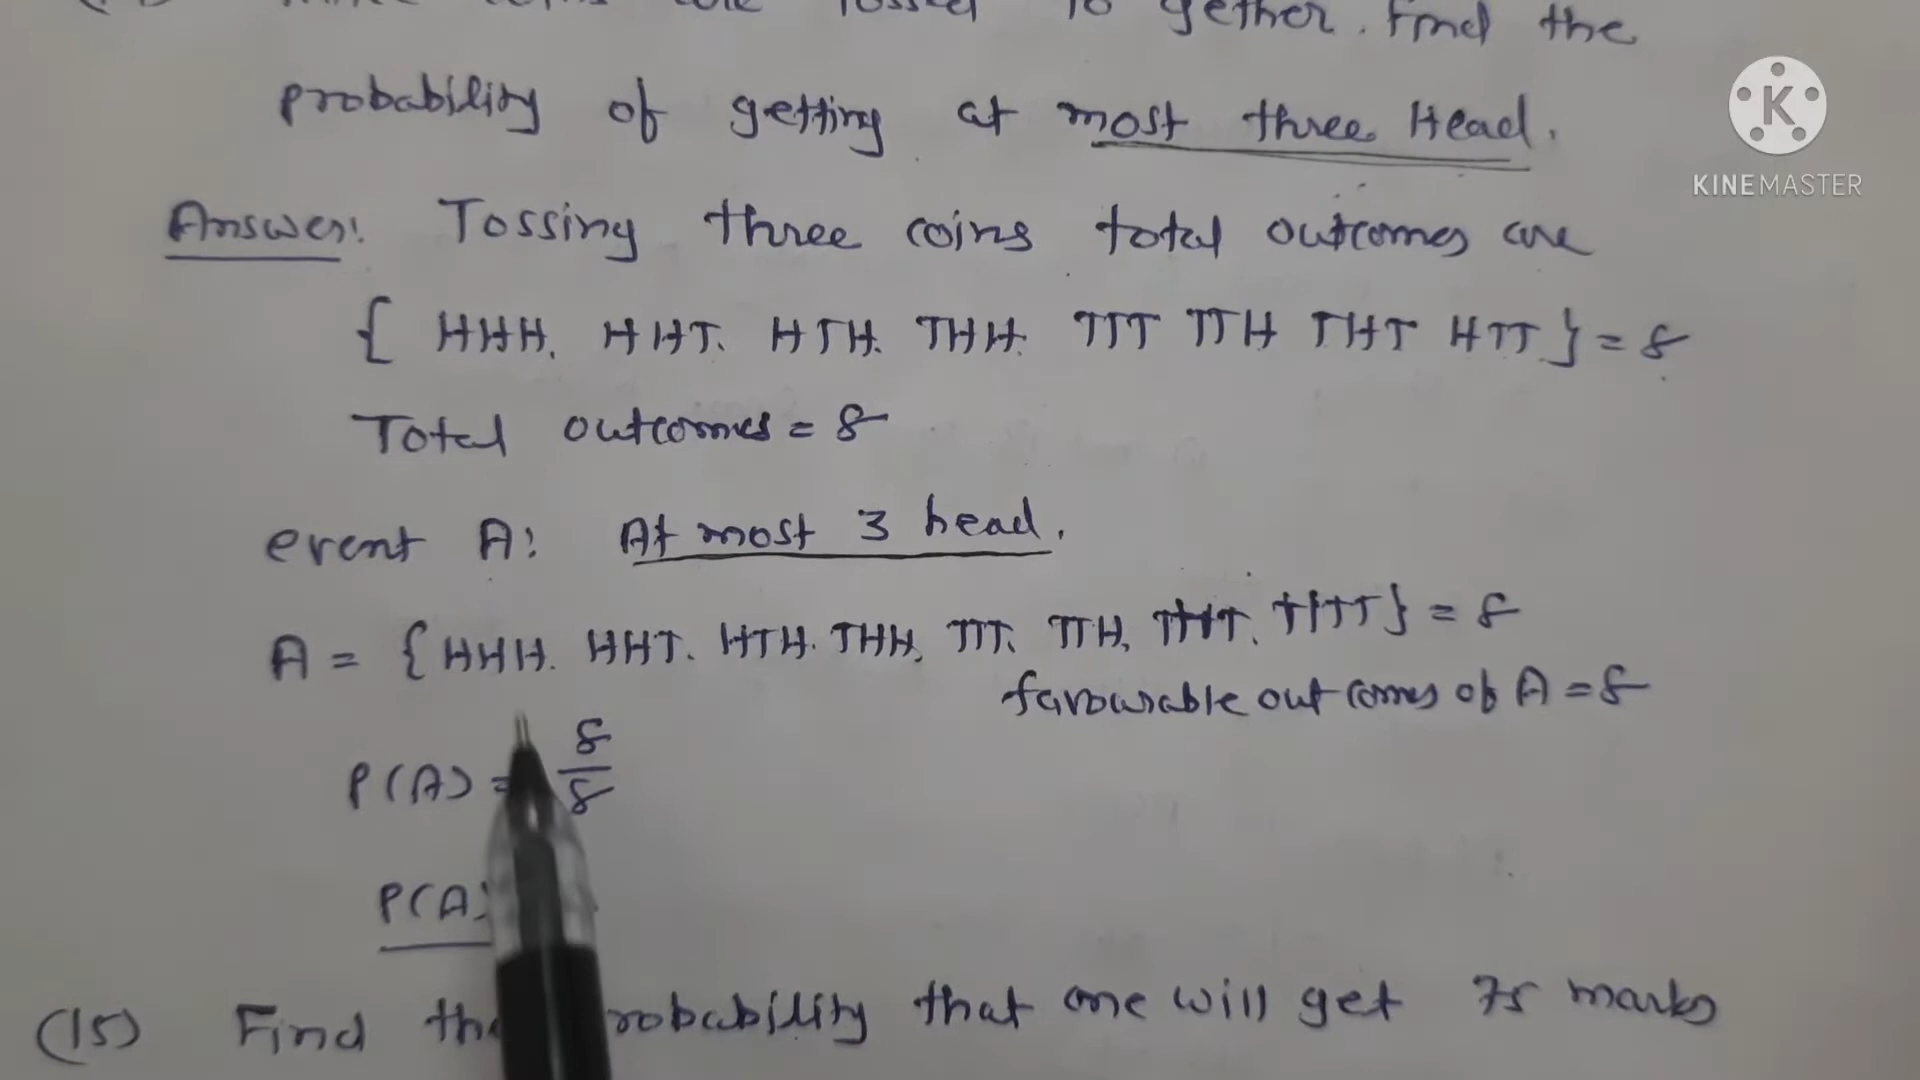 tossed to gether. Find the
probability of getting at most three Head.
KINEMASTER
Answer: Tossing three coins total outcomes are
{ HHH, HHT, HTH, THH, TTT TTH THT HTT } = 8
Total outcomes = 8
event A: At most 3 head.
A = { HHH, HHT, HTH, THH, TTT, TTH, THT, HTT } = 8
favourable out comes of A = 8
P(A) = 8/8
P(A)
(15) Find the probability that one will get 75 marks